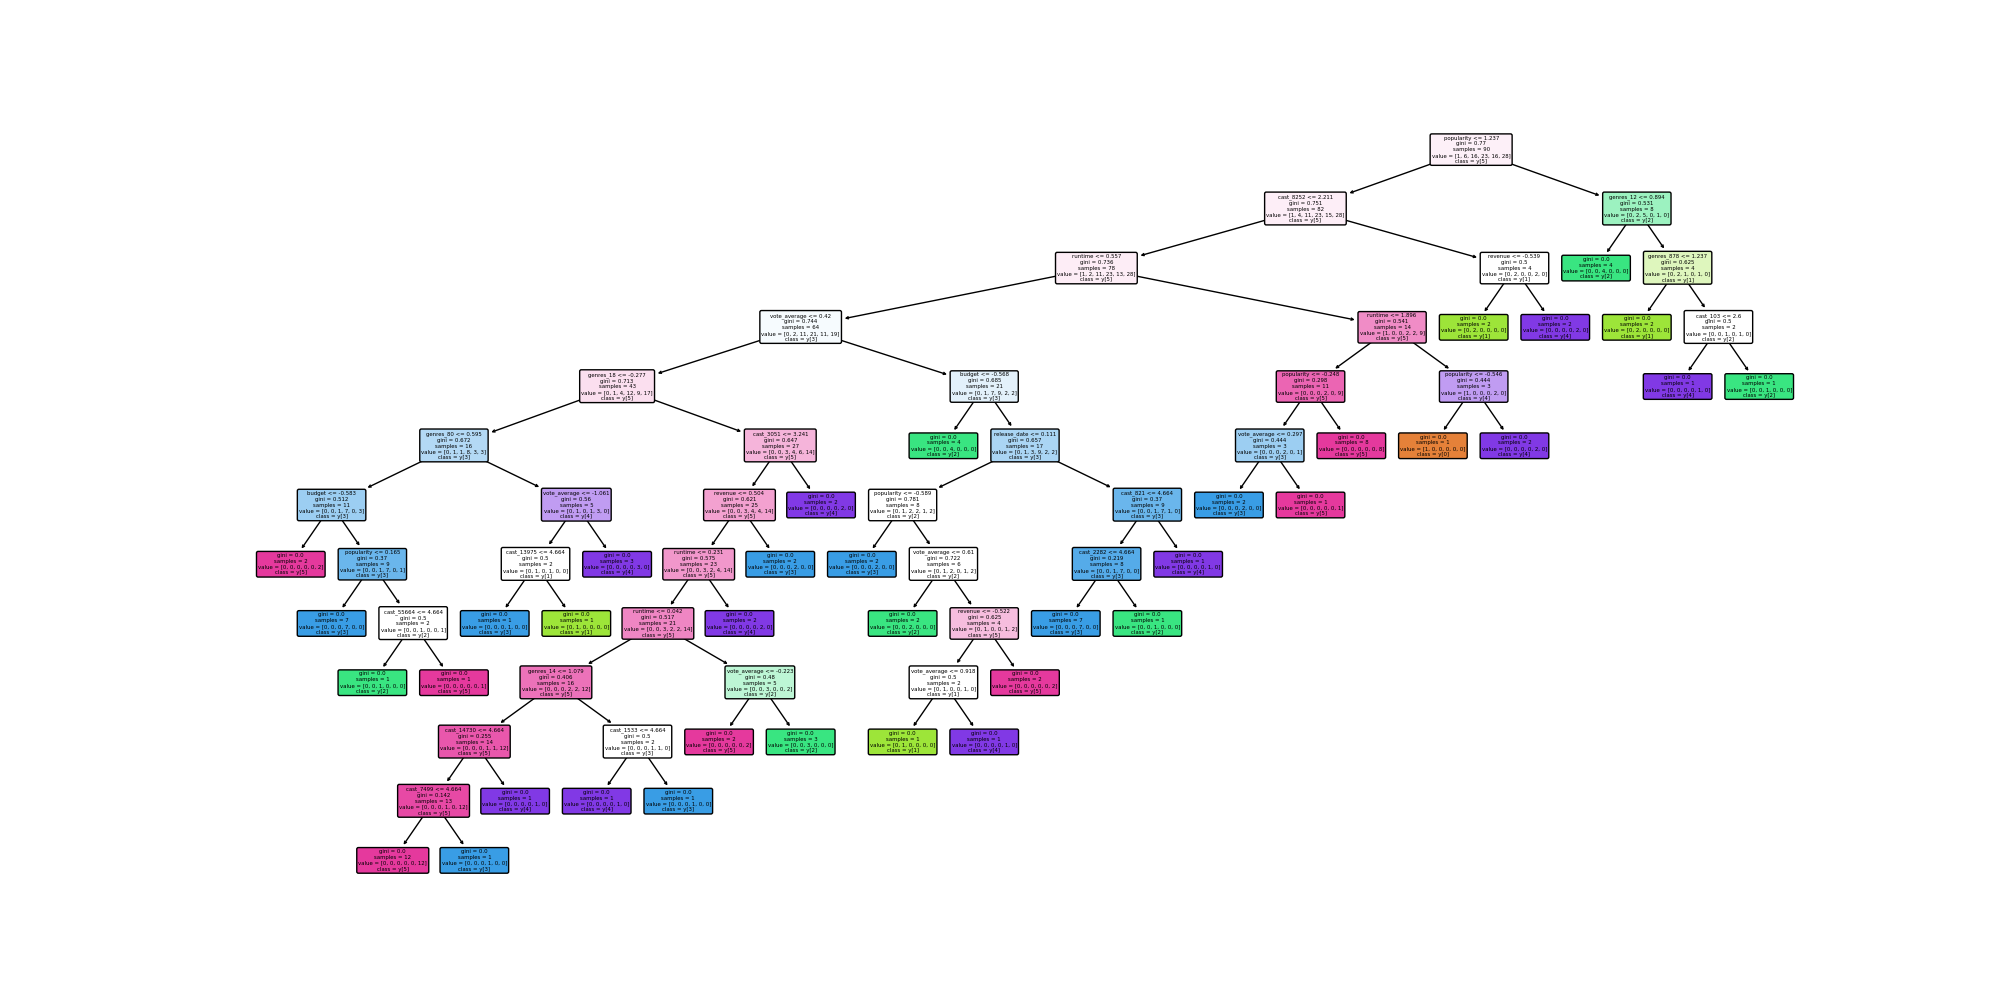 popularity <= 1.237
gini = 0.77
samples = 90
value = [1, 6, 16, 23, 16, 28]
class = y[5]
cast_8252 <= 2.211
gini = 0.751
samples = 82
value = [1, 4, 11, 23, 15, 28]
class = y[5]
genres_12 <= 0.894
gini = 0.531
samples = 8
value = [0, 2, 5, 0, 1, 0]
class = y[2]
runtime <= 0.557
gini = 0.736
samples = 78
value = [1, 2, 11, 23, 13, 28]
class = y[5]
revenue <= -0.539
gini = 0.5
samples = 4
value = [0, 2, 0, 0, 2, 0]
class = y[1]
gini = 0.0
samples = 4
value = [0, 0, 4, 0, 0, 0]
class = y[2]
genres_878 <= 1.237
gini = 0.625
samples = 4
value = [0, 2, 1, 0, 1, 0]
class = y[1]
vote_average <= 0.42
gini = 0.744
samples = 64
value = [0, 2, 11, 21, 11, 19]
class = y[3]
runtime <= 1.896
gini = 0.541
samples = 14
value = [1, 0, 0, 2, 2, 9]
class = y[5]
gini = 0.0
samples = 2
value = [0, 2, 0, 0, 0, 0]
class = y[1]
gini = 0.0
samples = 2
value = [0, 0, 0, 0, 2, 0]
class = y[4]
gini = 0.0
samples = 2
value = [0, 2, 0, 0, 0, 0]
class = y[1]
cast_103 <= 2.6
gini = 0.5
samples = 2
value = [0, 0, 1, 0, 1, 0]
class = y[2]
genres_18 <= -0.277
gini = 0.713
samples = 43
value = [0, 1, 4, 12, 9, 17]
class = y[5]
budget <= -0.568
gini = 0.685
samples = 21
value = [0, 1, 7, 9, 2, 2]
class = y[3]
popularity <= -0.248
gini = 0.298
samples = 11
value = [0, 0, 0, 2, 0, 9]
class = y[5]
popularity <= -0.546
gini = 0.444
samples = 3
value = [1, 0, 0, 0, 2, 0]
class = y[4]
gini = 0.0
samples = 1
value = [0, 0, 0, 0, 1, 0]
class = y[4]
gini = 0.0
samples = 1
value = [0, 0, 1, 0, 0, 0]
class = y[2]
genres_80 <= 0.595
gini = 0.672
samples = 16
value = [0, 1, 1, 8, 3, 3]
class = y[3]
cast_3051 <= 3.241
gini = 0.647
samples = 27
value = [0, 0, 3, 4, 6, 14]
class = y[5]
gini = 0.0
samples = 4
value = [0, 0, 4, 0, 0, 0]
class = y[2]
release_date <= 0.111
gini = 0.657
samples = 17
value = [0, 1, 3, 9, 2, 2]
class = y[3]
vote_average <= 0.297
gini = 0.444
samples = 3
value = [0, 0, 0, 2, 0, 1]
class = y[3]
gini = 0.0
samples = 8
value = [0, 0, 0, 0, 0, 8]
class = y[5]
gini = 0.0
samples = 1
value = [1, 0, 0, 0, 0, 0]
class = y[0]
gini = 0.0
samples = 2
value = [0, 0, 0, 0, 2, 0]
class = y[4]
budget <= -0.583
gini = 0.512
samples = 11
value = [0, 0, 1, 7, 0, 3]
class = y[3]
vote_average <= -1.061
gini = 0.56
samples = 5
value = [0, 1, 0, 1, 3, 0]
class = y[4]
revenue <= 0.504
gini = 0.621
samples = 25
value = [0, 0, 3, 4, 4, 14]
class = y[5]
gini = 0.0
samples = 2
value = [0, 0, 0, 0, 2, 0]
class = y[4]
popularity <= -0.589
gini = 0.781
samples = 8
value = [0, 1, 2, 2, 1, 2]
class = y[2]
cast_821 <= 4.664
gini = 0.37
samples = 9
value = [0, 0, 1, 7, 1, 0]
class = y[3]
gini = 0.0
samples = 2
value = [0, 0, 0, 2, 0, 0]
class = y[3]
gini = 0.0
samples = 1
value = [0, 0, 0, 0, 0, 1]
class = y[5]
gini = 0.0
samples = 2
value = [0, 0, 0, 0, 0, 2]
class = y[5]
popularity <= 0.165
gini = 0.37
samples = 9
value = [0, 0, 1, 7, 0, 1]
class = y[3]
cast_13975 <= 4.664
gini = 0.5
samples = 2
value = [0, 1, 0, 1, 0, 0]
class = y[1]
gini = 0.0
samples = 3
value = [0, 0, 0, 0, 3, 0]
class = y[4]
runtime <= 0.231
gini = 0.575
samples = 23
value = [0, 0, 3, 2, 4, 14]
class = y[5]
gini = 0.0
samples = 2
value = [0, 0, 0, 2, 0, 0]
class = y[3]
gini = 0.0
samples = 2
value = [0, 0, 0, 2, 0, 0]
class = y[3]
vote_average <= 0.61
gini = 0.722
samples = 6
value = [0, 1, 2, 0, 1, 2]
class = y[2]
cast_2282 <= 4.664
gini = 0.219
samples = 8
value = [0, 0, 1, 7, 0, 0]
class = y[3]
gini = 0.0
samples = 1
value = [0, 0, 0, 0, 1, 0]
class = y[4]
gini = 0.0
samples = 7
value = [0, 0, 0, 7, 0, 0]
class = y[3]
cast_55664 <= 4.664
gini = 0.5
samples = 2
value = [0, 0, 1, 0, 0, 1]
class = y[2]
gini = 0.0
samples = 1
value = [0, 0, 0, 1, 0, 0]
class = y[3]
gini = 0.0
samples = 1
value = [0, 1, 0, 0, 0, 0]
class = y[1]
runtime <= 0.042
gini = 0.517
samples = 21
value = [0, 0, 3, 2, 2, 14]
class = y[5]
gini = 0.0
samples = 2
value = [0, 0, 0, 0, 2, 0]
class = y[4]
gini = 0.0
samples = 2
value = [0, 0, 2, 0, 0, 0]
class = y[2]
revenue <= -0.522
gini = 0.625
samples = 4
value = [0, 1, 0, 0, 1, 2]
class = y[5]
gini = 0.0
samples = 7
value = [0, 0, 0, 7, 0, 0]
class = y[3]
gini = 0.0
samples = 1
value = [0, 0, 1, 0, 0, 0]
class = y[2]
gini = 0.0
samples = 1
value = [0, 0, 1, 0, 0, 0]
class = y[2]
gini = 0.0
samples = 1
value = [0, 0, 0, 0, 0, 1]
class = y[5]
genres_14 <= 1.079
gini = 0.406
samples = 16
value = [0, 0, 0, 2, 2, 12]
class = y[5]
vote_average <= -0.223
gini = 0.48
samples = 5
value = [0, 0, 3, 0, 0, 2]
class = y[2]
vote_average <= 0.918
gini = 0.5
samples = 2
value = [0, 1, 0, 0, 1, 0]
class = y[1]
gini = 0.0
samples = 2
value = [0, 0, 0, 0, 0, 2]
class = y[5]
cast_14730 <= 4.664
gini = 0.255
samples = 14
value = [0, 0, 0, 1, 1, 12]
class = y[5]
cast_1533 <= 4.664
gini = 0.5
samples = 2
value = [0, 0, 0, 1, 1, 0]
class = y[3]
gini = 0.0
samples = 2
value = [0, 0, 0, 0, 0, 2]
class = y[5]
gini = 0.0
samples = 3
value = [0, 0, 3, 0, 0, 0]
class = y[2]
gini = 0.0
samples = 1
value = [0, 1, 0, 0, 0, 0]
class = y[1]
gini = 0.0
samples = 1
value = [0, 0, 0, 0, 1, 0]
class = y[4]
cast_7499 <= 4.664
gini = 0.142
samples = 13
value = [0, 0, 0, 1, 0, 12]
class = y[5]
gini = 0.0
samples = 1
value = [0, 0, 0, 0, 1, 0]
class = y[4]
gini = 0.0
samples = 1
value = [0, 0, 0, 0, 1, 0]
class = y[4]
gini = 0.0
samples = 1
value = [0, 0, 0, 1, 0, 0]
class = y[3]
gini = 0.0
samples = 12
value = [0, 0, 0, 0, 0, 12]
class = y[5]
gini = 0.0
samples = 1
value = [0, 0, 0, 1, 0, 0]
class = y[3]